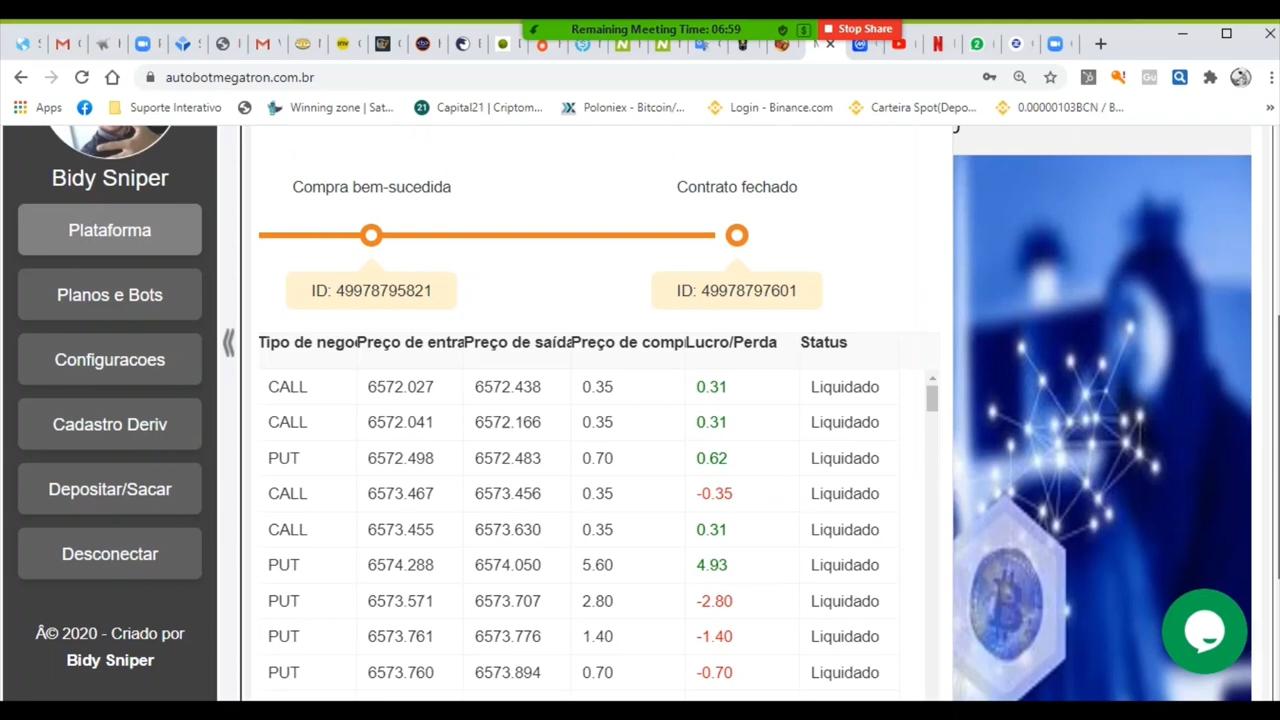 Remaining Meeting Time: 06:59
Stop Share
autobotmegatron.com.br
Apps
Suporte Interativo
Winning zone | Sat...
Capital21 | Criptom...
Poloniex - Bitcoin/...
Login - Binance.com
Carteira Spot(Depo...
0.00000103BCN / B...
Bidy Sniper
Plataforma
Planos e Bots
Configuracoes
Cadastro Deriv
Depositar/Sacar
Desconectar
Â© 2020 - Criado por
Bidy Sniper
Compra bem-sucedida Contrato fechado
ID: 49978795821 ID: 49978797601
Tipo de nego Preço de entra Preço de saída Preço de comp Lucro/Perda Status
CALL 6572.027 6572.438 0.35 0.31 Liquidado
CALL 6572.041 6572.166 0.35 0.31 Liquidado
PUT 6572.498 6572.483 0.70 0.62 Liquidado
CALL 6573.467 6573.456 0.35 -0.35 Liquidado
CALL 6573.455 6573.630 0.35 0.31 Liquidado
PUT 6574.288 6574.050 5.60 4.93 Liquidado
PUT 6573.571 6573.707 2.80 -2.80 Liquidado
PUT 6573.761 6573.776 1.40 -1.40 Liquidado
PUT 6573.760 6573.894 0.70 -0.70 Liquidado